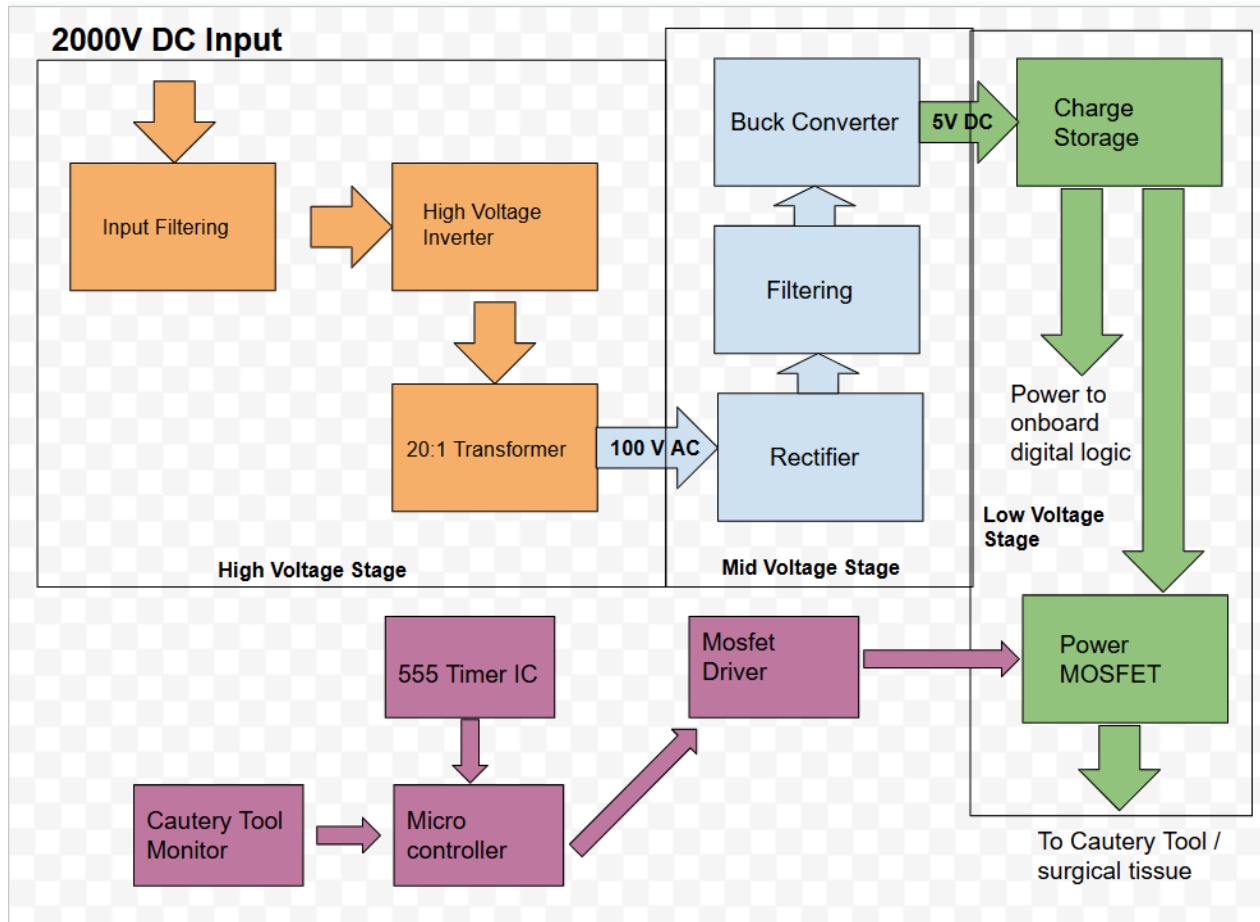 2000V DC Input
Input Filtering
High Voltage
Inverter
20:1 Transformer
100 V AC
High Voltage Stage
Buck Converter
Filtering
Rectifier
Mid Voltage Stage
5V DC
Charge
Storage
Power to
onboard
digital logic
Low Voltage
Stage
Power
MOSFET
To Cautery Tool /
surgical tissue
555 Timer IC
Mosfet
Driver
Cautery Tool
Monitor
Micro
controller